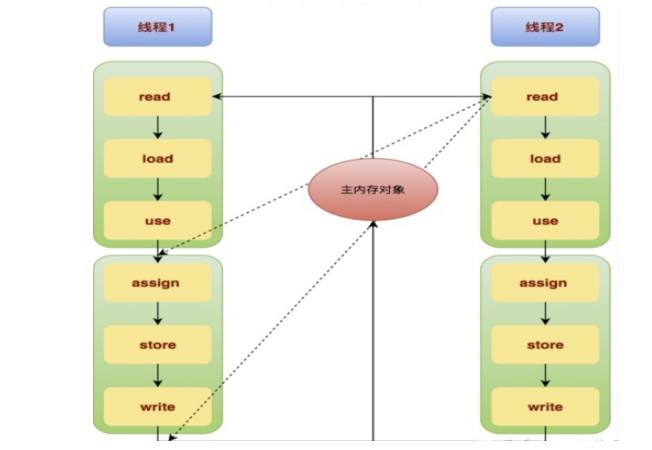 线程1
线程2
read
read
load
load
主内存对象
use
use
assign
assign
store
store
write
write